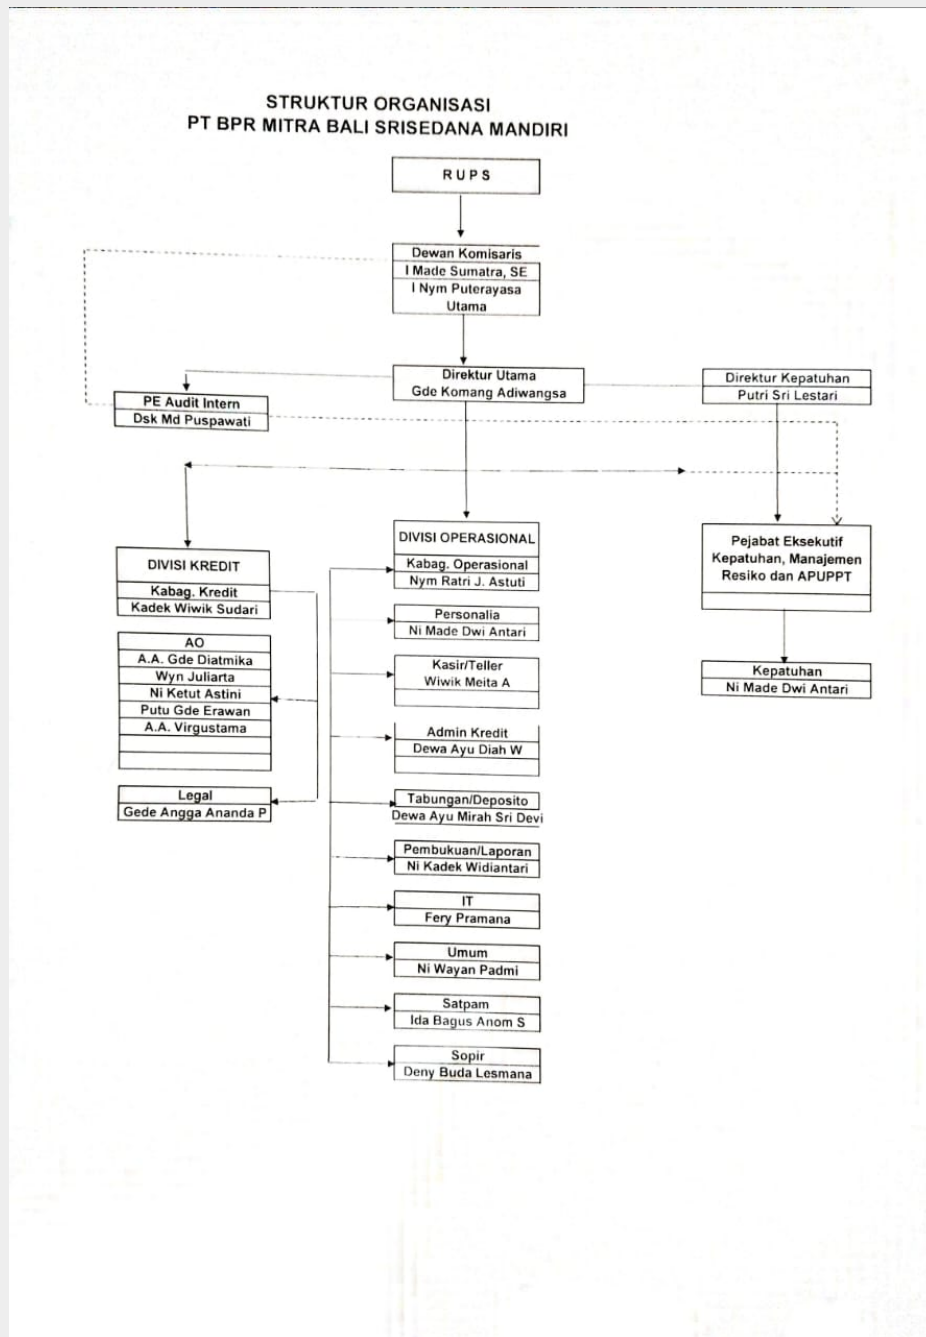 STRUKTUR ORGANISASI
PT BPR MITRA BALI SRISEDANA MANDIRI
R U P S
Dewan Komisaris
I Made Sumatra, SE
I Nym Puterayasa
Utama
Direktur Utama
Gde Komang Adiwangsa
Direktur Kepatuhan
Putri Sri Lestari
PE Audit Intern
Dsk Md Puspawati
DIVISI KREDIT
Kabag. Kredit
Kadek Wiwik Sudari
AO
A.A. Gde Diatmika
Wyn Juliarta
Ni Ketut Astini
Putu Gde Erawan
A.A. Virgustama
Legal
Gede Angga Ananda P
DIVISI OPERASIONAL
Kabag. Operasional
Nym Ratri J. Astuti
Personalia
Ni Made Dwi Antari
Kasir/Teller
Wiwik Meita A
Admin Kredit
Dewa Ayu Diah W
Tabungan/Deposito
Dewa Ayu Mirah Sri Devi
Pembukuan/Laporan
Ni Kadek Widiantari
IT
Fery Pramana
Umum
Ni Wayan Padmi
Satpam
Ida Bagus Anom S
Sopir
Deny Buda Lesmana
Pejabat Eksekutif
Kepatuhan, Manajemen
Resiko dan APUPPT
Kepatuhan
Ni Made Dwi Antari